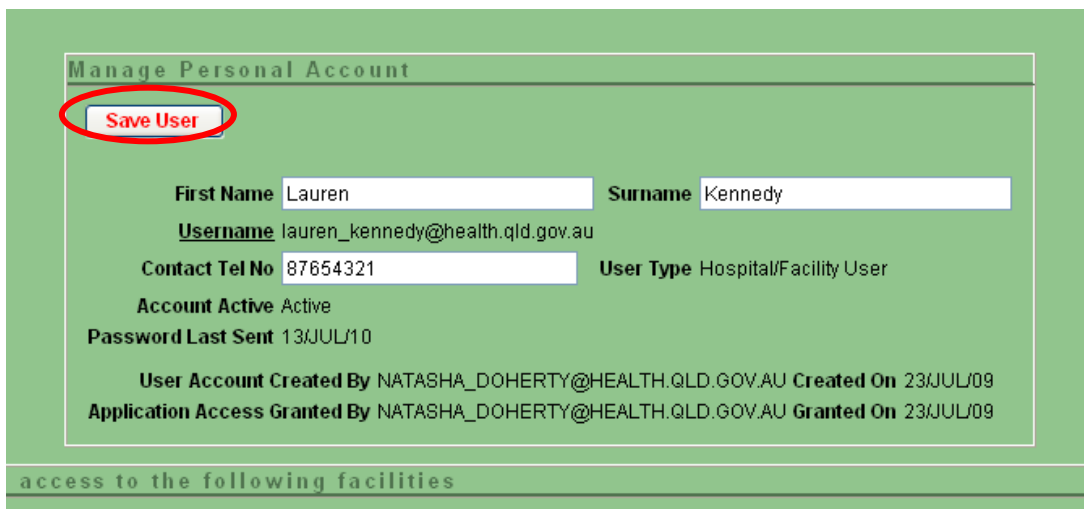 Manage Personal Account
Save User
First Name Lauren Surname Kennedy
Username lauren_kennedy@health.qld.gov.au
Contact Tel No 87654321 User Type Hospital/Facility User
Account Active Active
Password Last Sent 13/JUL/10
User Account Created By NATASHA_DOHERTY@HEALTH.QLD.GOV.AU Created On 23/JUL/09
Application Access Granted By NATASHA_DOHERTY@HEALTH.QLD.GOV.AU Granted On 23/JUL/09
access to the following facilities